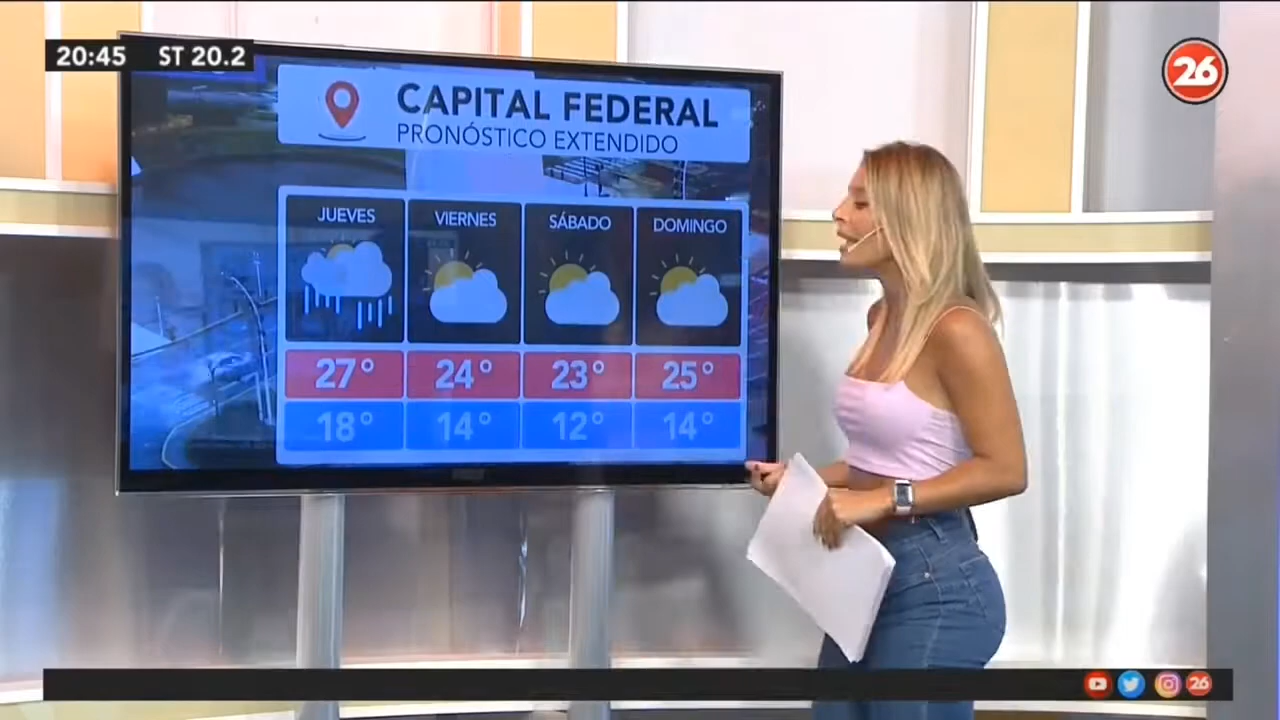 20:45 ST 20.2
26
CAPITAL FEDERAL
PRONÓSTICO EXTENDIDO
JUEVES VIERNES SÁBADO DOMINGO
27° 24° 23° 25°
18° 14° 12° 14°
26